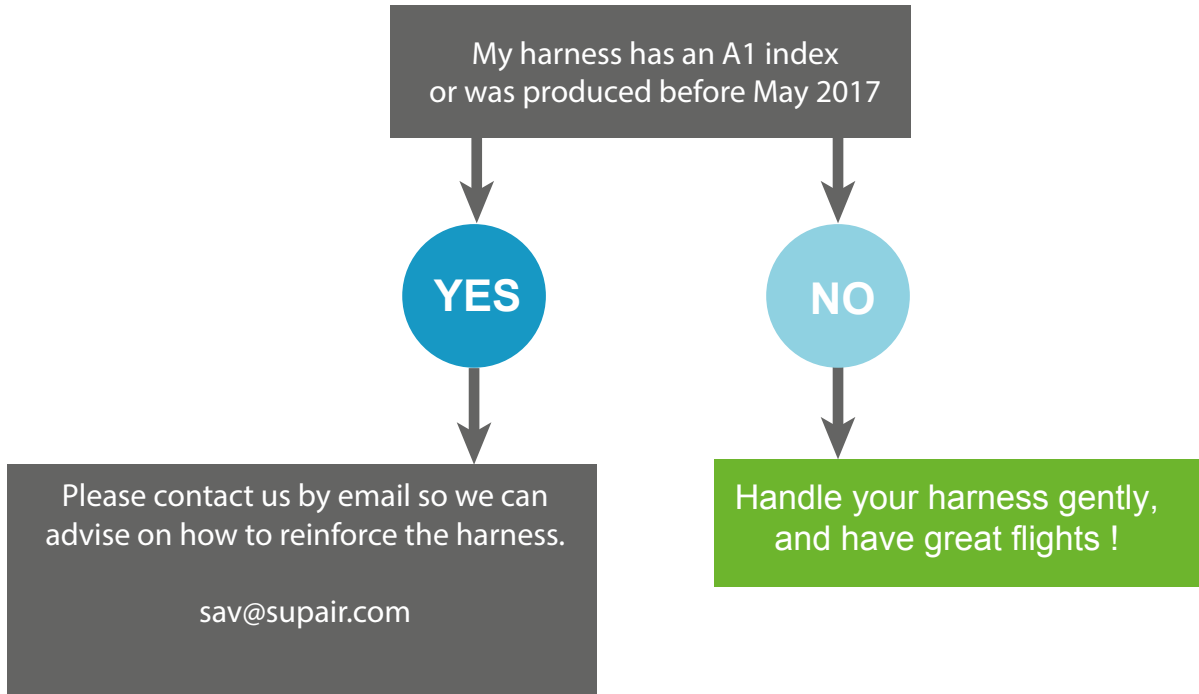 My harness has an A1 index
or was produced before May 2017
YES
NO
Please contact us by email so we can
advise on how to reinforce the harness.
sav@supair.com
Handle your harness gently,
and have great flights !